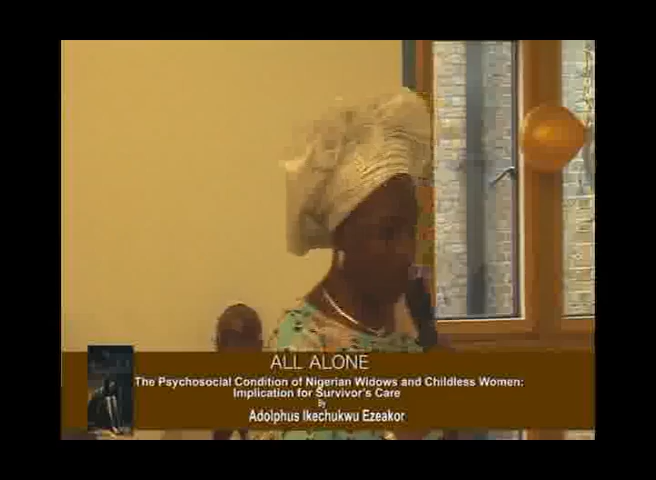 ALL ALONE
The Psychosocial Condition of Nigerian Widows and Childless Women:
Implication for Survivor's Care
By
Adolphus Ikechukwu Ezeakor